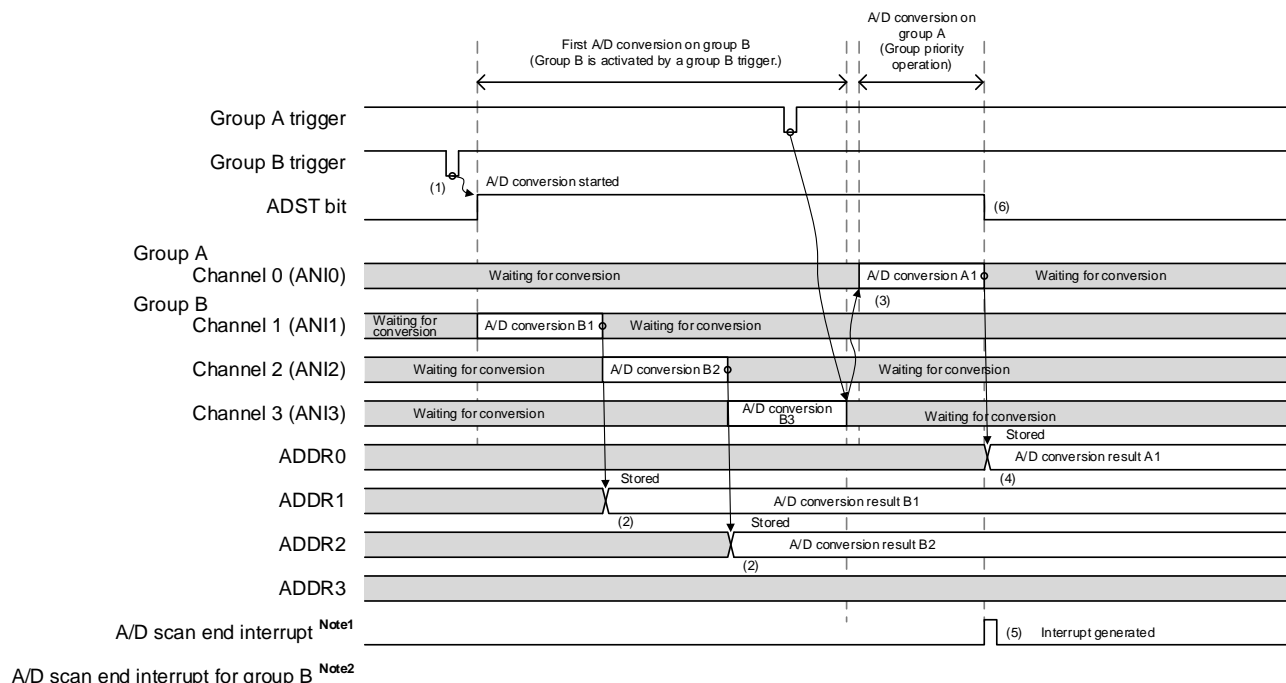 A/D conversion on
group A
(Group priority
operation)
First A/D conversion on group B
(Group B is activated by a group B trigger.)
Group A trigger
Group B trigger
(1)
A/D conversion started
ADST bit
(6)
Group A
Channel 0 (ANI0)
Waiting for conversion
A/D conversion A1
Waiting for conversion
(3)
Group B
Channel 1 (ANI1)
Waiting for
conversion
A/D conversion B1
Waiting for conversion
Channel 2 (ANI2)
Waiting for conversion
A/D conversion B2
Waiting for conversion
Channel 3 (ANI3)
Waiting for conversion
A/D conversion
B3
Waiting for conversion
Stored
ADDR0
A/D conversion result A1
(4)
Stored
ADDR1
A/D conversion result B1
(2)
Stored
ADDR2
A/D conversion result B2
(2)
ADDR3
A/D scan end interrupt Note1
(5) Interrupt generated
A/D scan end interrupt for group B Note2